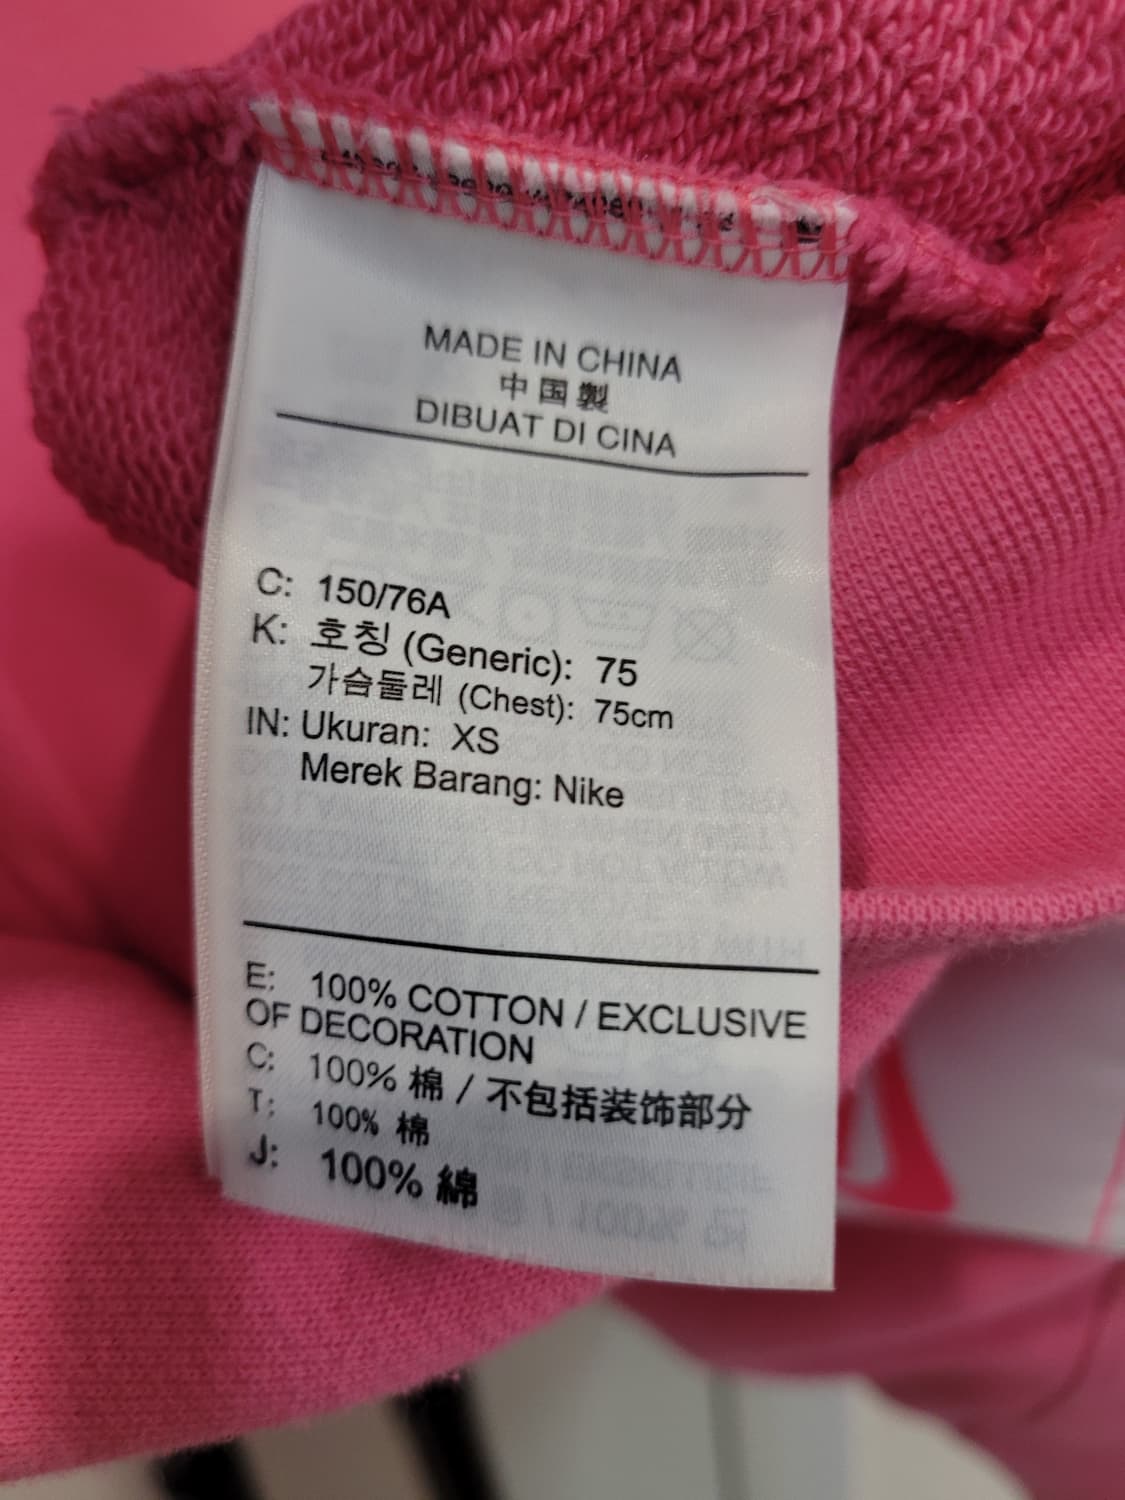 MADE IN CHINA
中国製
DIBUAT DI CINA
C: 150/76A
K: 호칭 (Generic): 75
가슴둘레 (Chest): 75cm
IN: Ukuran: XS
Merek Barang: Nike
E: 100% COTTON / EXCLUSIVE
OF DECORATION
C: 100% 棉 / 不包括装饰部分
T: 100% 棉
J: 100% 綿